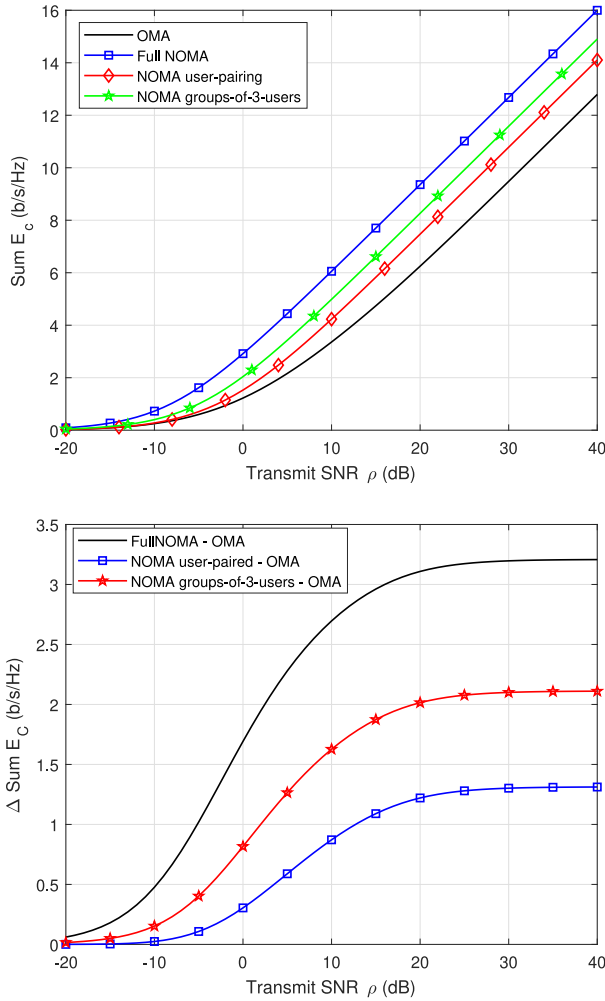 16
14
12
10
8
6
4
2
0
Sum E_c (b/s/Hz)
OMA
Full NOMA
NOMA user-pairing
NOMA groups-of-3-users
-20 -10 0 10 20 30 40
Transmit SNR ρ (dB)
3.5
3
2.5
2
1.5
1
0.5
0
Δ Sum E_C (b/s/Hz)
FullNOMA - OMA
NOMA user-paired - OMA
NOMA groups-of-3-users - OMA
-20 -10 0 10 20 30 40
Transmit SNR ρ (dB)